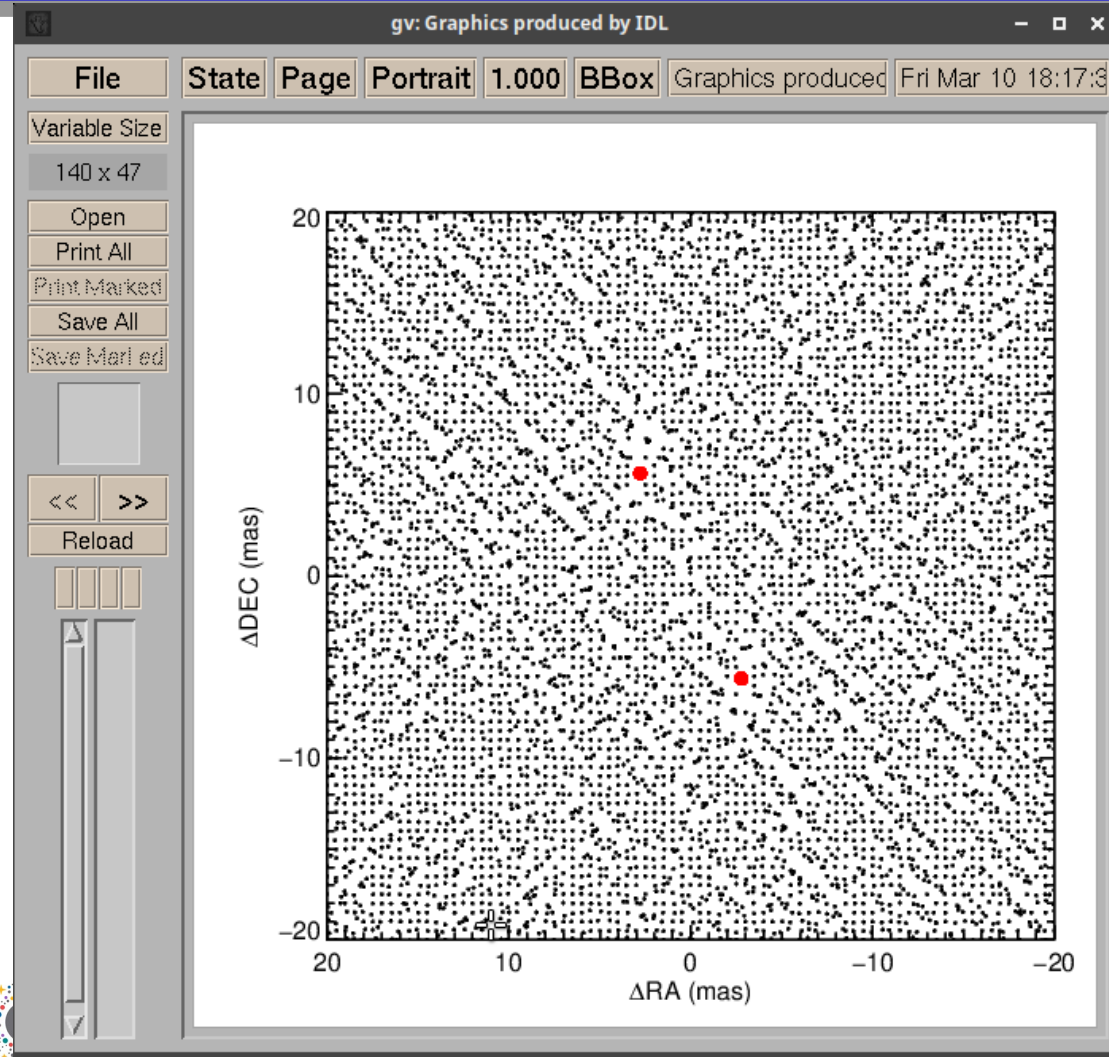 gv: Graphics produced by IDL
File State Page Portrait 1.000 BBox Graphics produced Fri Mar 10 18:17:3
Variable Size
140 x 47
Open
Print All
Print Marked
Save All
Save Marked
<< >>
Reload
20
10
0
−10
−20
ΔDEC (mas)
20 10 0 −10 −20
ΔRA (mas)